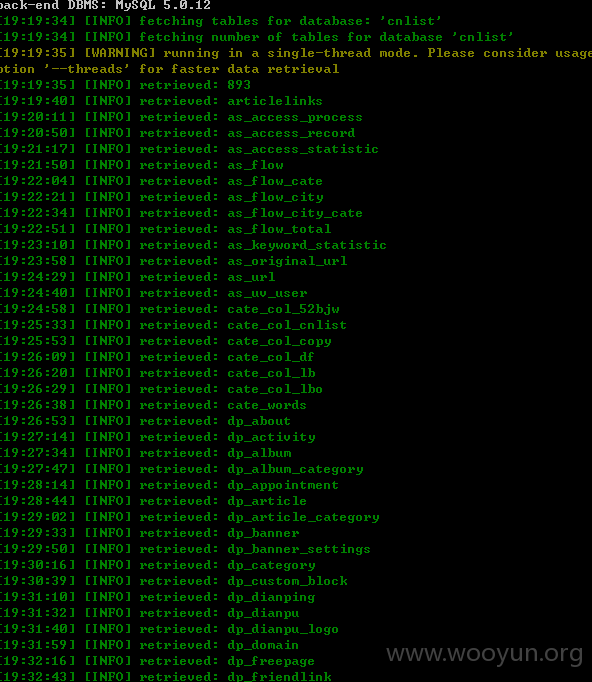 back-end DBMS: MySQL 5.0.12
[19:19:34] [INFO] fetching tables for database: 'cnlist'
[19:19:34] [INFO] fetching number of tables for database 'cnlist'
[19:19:35] [WARNING] running in a single-thread mode. Please consider usage
ption '--threads' for faster data retrieval
[19:19:35] [INFO] retrieved: 893
[19:19:40] [INFO] retrieved: articlelinks
[19:20:11] [INFO] retrieved: as_access_process
[19:20:50] [INFO] retrieved: as_access_record
[19:21:17] [INFO] retrieved: as_access_statistic
[19:21:50] [INFO] retrieved: as_flow
[19:22:04] [INFO] retrieved: as_flow_cate
[19:22:21] [INFO] retrieved: as_flow_city
[19:22:34] [INFO] retrieved: as_flow_city_cate
[19:22:51] [INFO] retrieved: as_flow_total
[19:23:10] [INFO] retrieved: as_keyword_statistic
[19:23:58] [INFO] retrieved: as_original_url
[19:24:29] [INFO] retrieved: as_url
[19:24:40] [INFO] retrieved: as_uv_user
[19:24:58] [INFO] retrieved: cate_col_52bjw
[19:25:33] [INFO] retrieved: cate_col_cnlist
[19:25:53] [INFO] retrieved: cate_col_copy
[19:26:09] [INFO] retrieved: cate_col_df
[19:26:20] [INFO] retrieved: cate_col_lb
[19:26:29] [INFO] retrieved: cate_col_lbo
[19:26:38] [INFO] retrieved: cate_words
[19:26:53] [INFO] retrieved: dp_about
[19:27:14] [INFO] retrieved: dp_activity
[19:27:34] [INFO] retrieved: dp_album
[19:27:47] [INFO] retrieved: dp_album_category
[19:28:14] [INFO] retrieved: dp_appointment
[19:28:44] [INFO] retrieved: dp_article
[19:29:02] [INFO] retrieved: dp_article_category
[19:29:33] [INFO] retrieved: dp_banner
[19:29:50] [INFO] retrieved: dp_banner_settings
[19:30:16] [INFO] retrieved: dp_category
[19:30:39] [INFO] retrieved: dp_custom_block
[19:31:10] [INFO] retrieved: dp_dianping
[19:31:32] [INFO] retrieved: dp_dianpu
[19:31:40] [INFO] retrieved: dp_dianpu_logo
[19:31:59] [INFO] retrieved: dp_domain
[19:32:16] [INFO] retrieved: dp_freepage
[19:32:43] [INFO] retrieved: dp_friendlink
www.wooyun.org